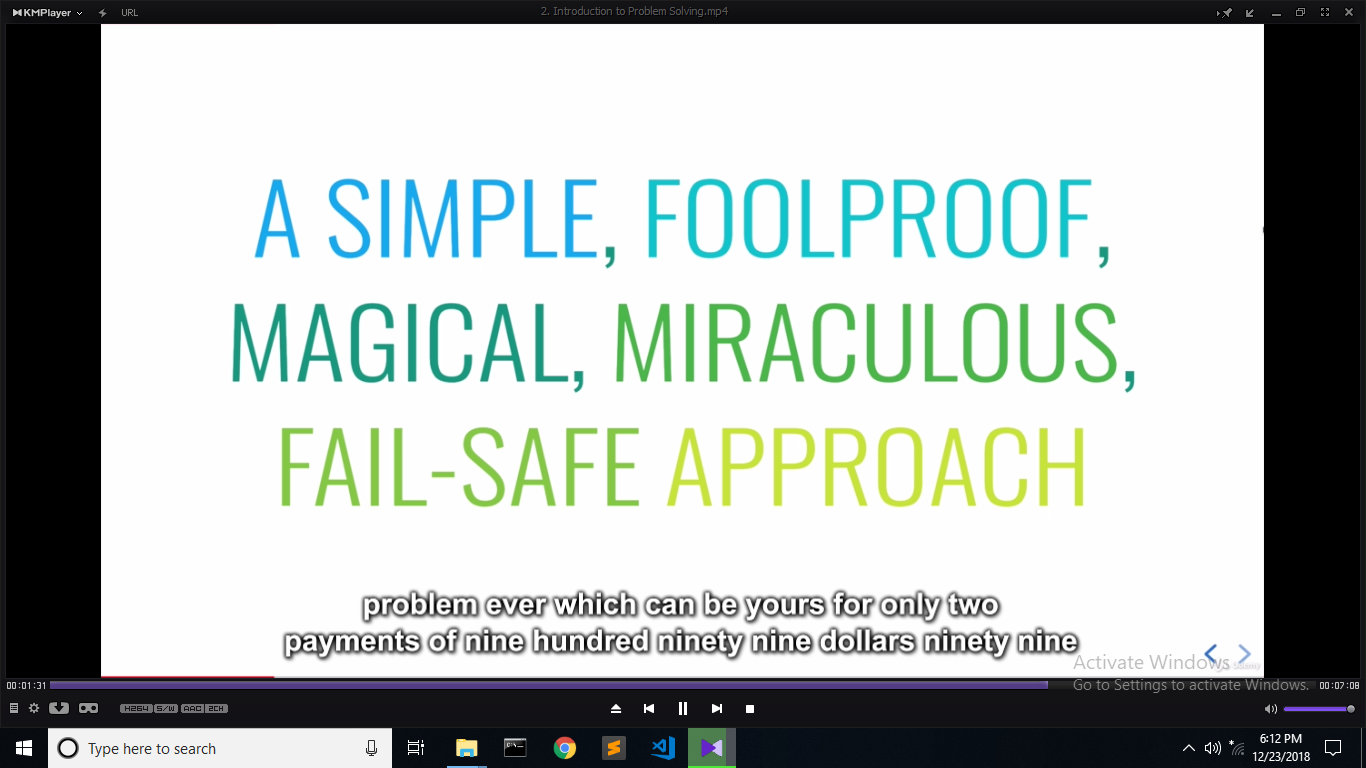 KMPlayer
URL
2. Introduction to Problem Solving.mp4
A SIMPLE, FOOLPROOF,
MAGICAL, MIRACULOUS,
FAIL-SAFE APPROACH
problem ever which can be yours for only two
payments of nine hundred ninety nine dollars ninety nine
Activate Windows
Go to Settings to activate Windows.
00:01:31
00:07:08
H264 S/W AAC 2CH
Type here to search
6:12 PM
12/23/2018